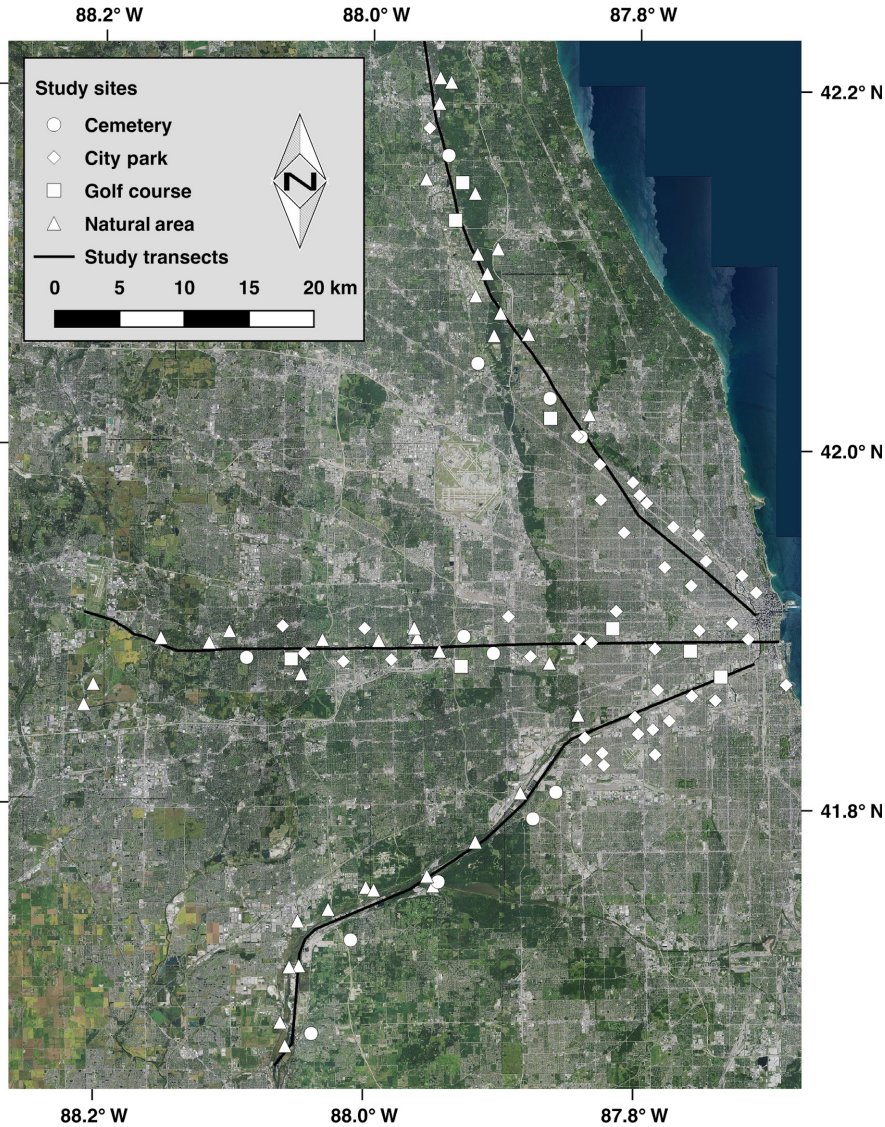 88.2° W 88.0° W 87.8° W
Study sites
Cemetery
City park
Golf course
Natural area
Study transects
0 5 10 15 20 km
N
42.2° N
42.0° N
41.8° N
88.2° W 88.0° W 87.8° W